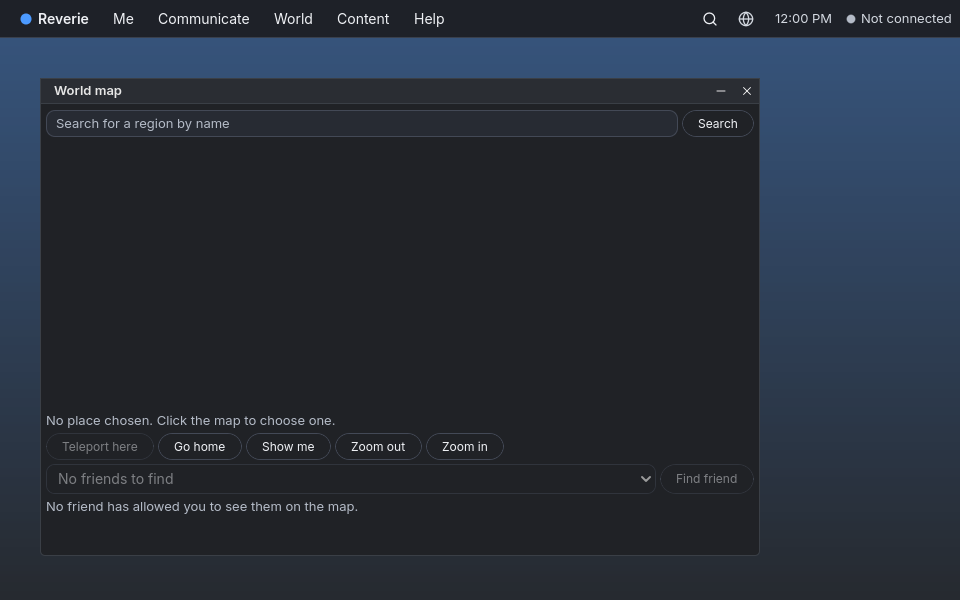 Reverie Me Communicate World Content Help 12:00 PM Not connected
World map
Search for a region by name Search
No place chosen. Click the map to choose one.
Teleport here Go home Show me Zoom out Zoom in
No friends to find Find friend
No friend has allowed you to see them on the map.